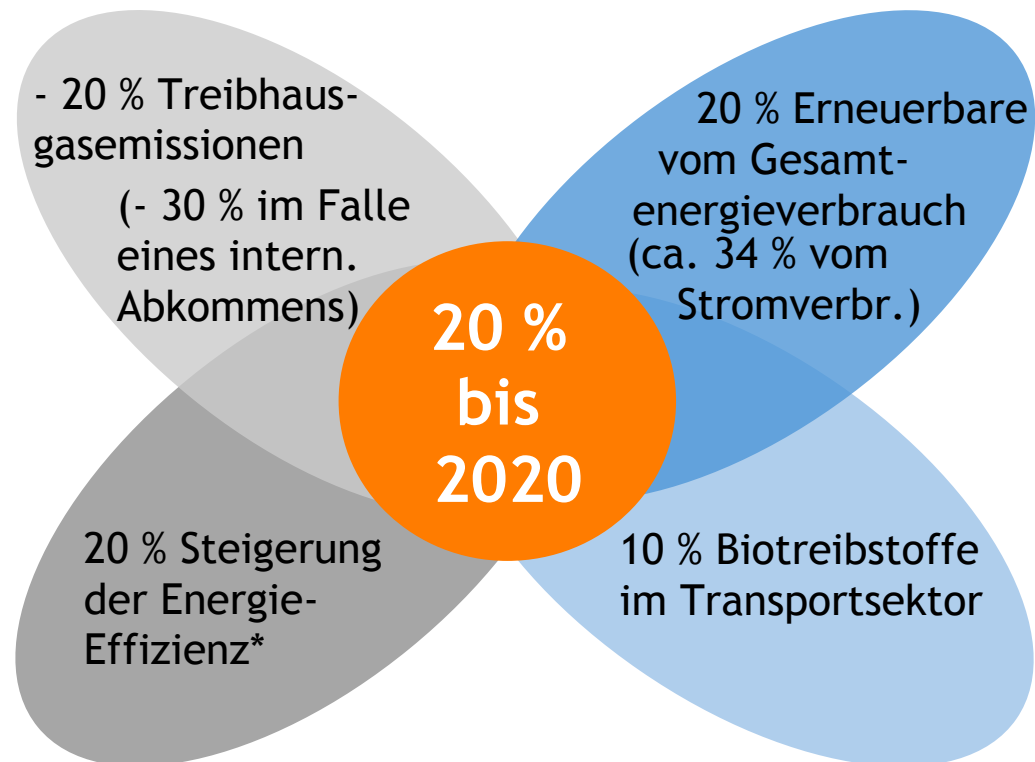 - 20 % Treibhaus-
gasemissionen
(- 30 % im Falle
eines intern.
Abkommens)
20 % Erneuerbare
vom Gesamt-
energieverbrauch
(ca. 34 % vom
Stromverbr.)
20 %
bis
2020
20 % Steigerung
der Energie-
Effizienz*
10 % Biotreibstoffe
im Transportsektor